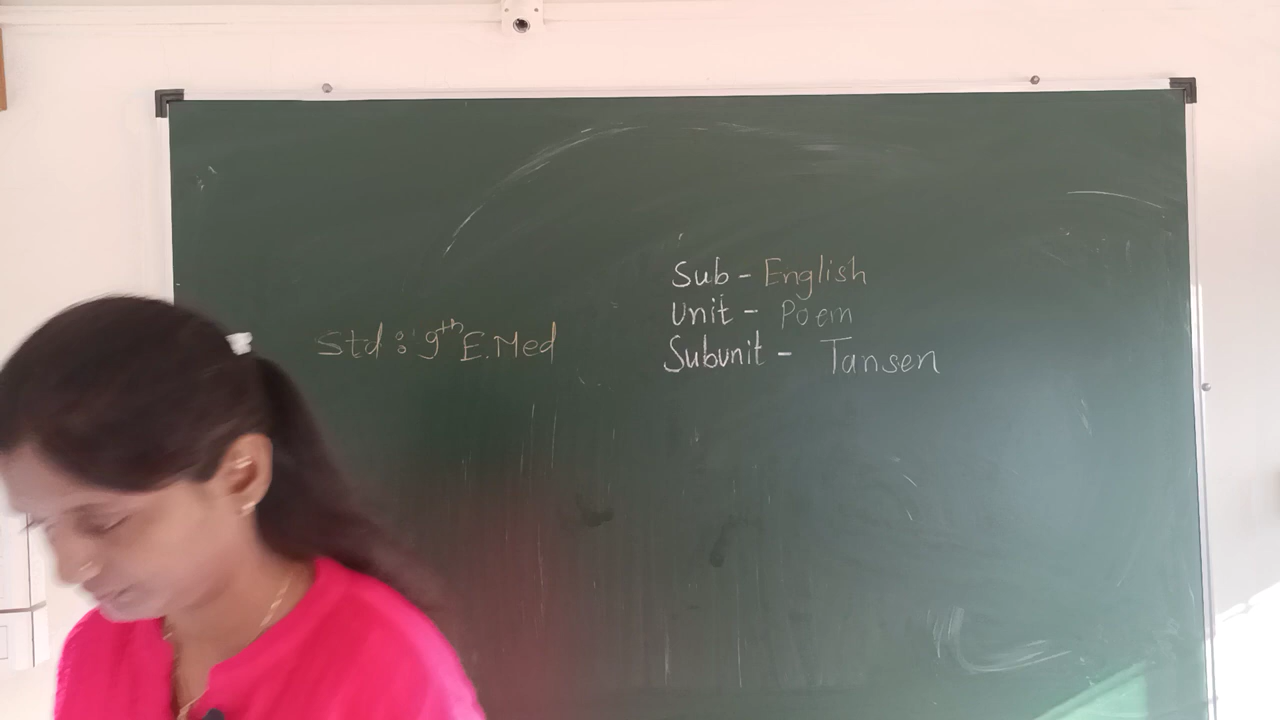 Std : 9th E.Med
Sub - English
Unit - Poem
Subunit - Tansen